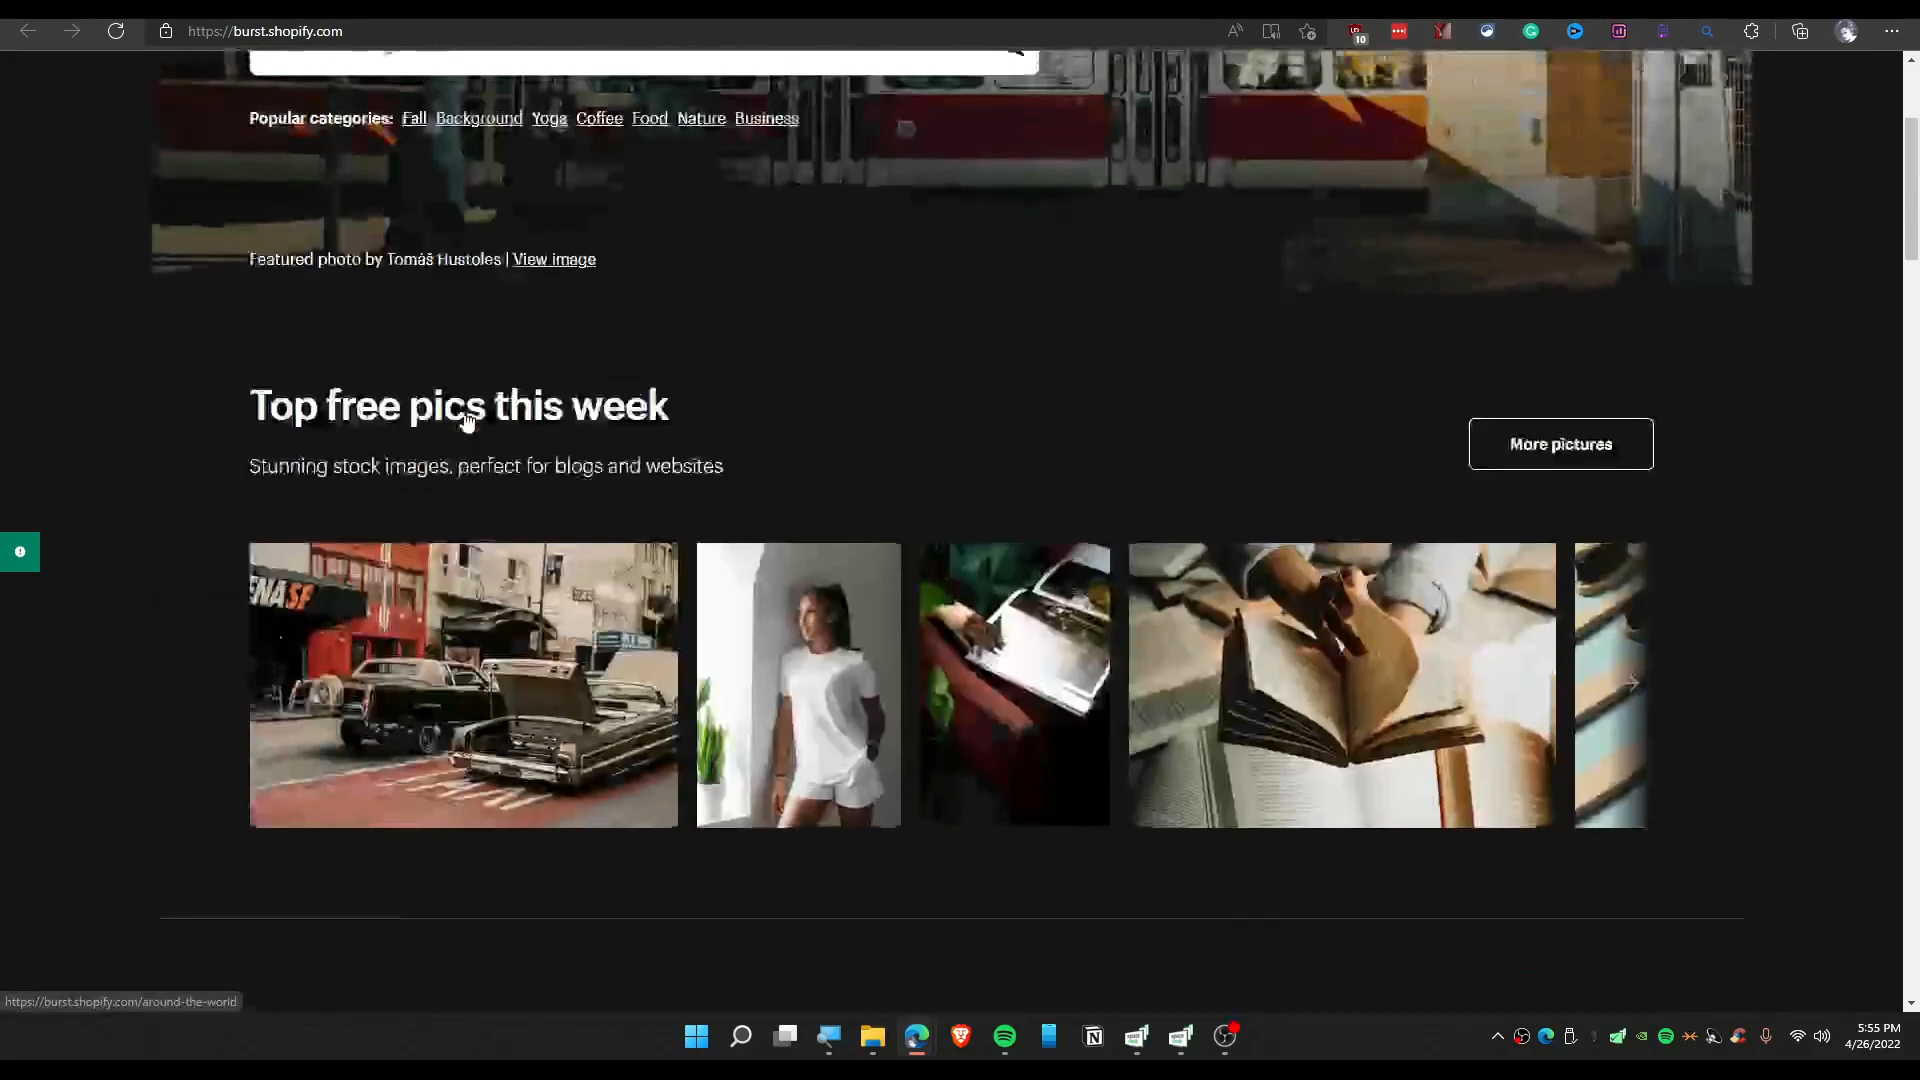 https://burst.shopify.com
10
Popular categories: Fall Background Yoga Coffee Food Nature Business
Featured photo by Tomáš Hustoles | View image
Top free pics this week
Stunning stock images, perfect for blogs and websites
More pictures
https://burst.shopify.com/around-the-world
5:55 PM
4/26/2022